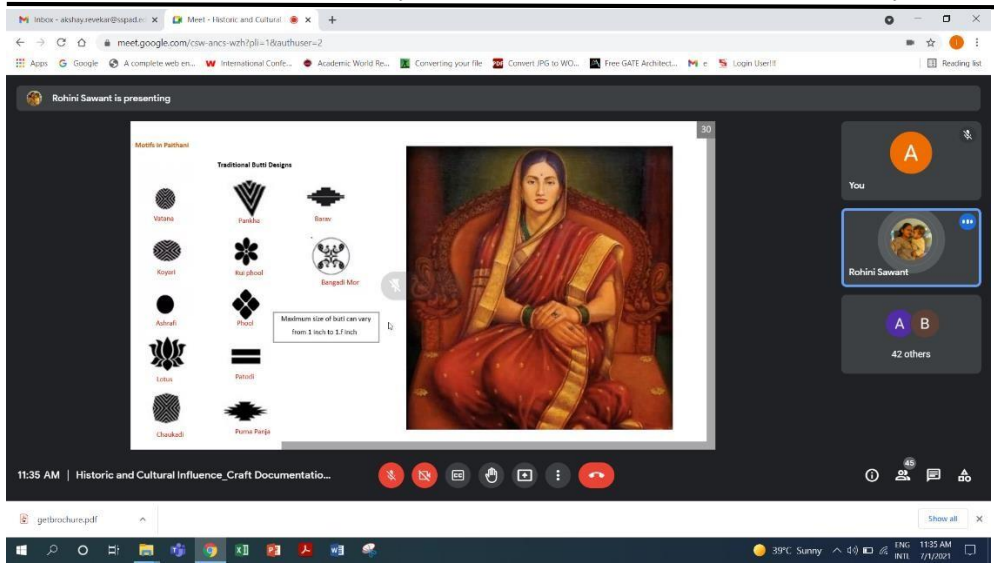 Inbox - akshay.revekar@sspad.e
Meet - Historic and Cultural
meet.google.com/csw-ancs-wzh?pli=1&authuser=2
Apps Google A complete web en... International Confe... Academic World Re... Converting your file Convert JPG to WO... Free GATE Architect... e Login User!!! Reading list
Rohini Sawant is presenting
30
Motifs in Paithani
Traditional Butti Designs
Vatana Pankha Barav
Koyari Rui phool Bangadi Mor
Ashrafi Phool
Maximum size of buti can vary
from 1 inch to
Lotus Patodi
Chaukadi Purna Panja
A
You
Rohini Sawant
A B
42 others
11:35 AM | Historic and Cultural Influence_Craft Documentatio...
45
getbrochure.pdf
Show all
39°C Sunny
ENG 11:35 AM
INTL 7/1/2021